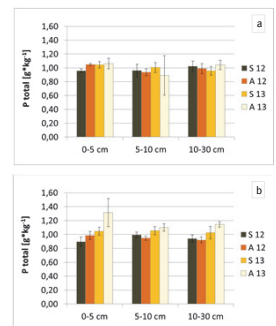 a
1,60
1,40
1,20
1,00
0,80
0,60
0,40
0,20
0,00
P total [g*kg⁻¹]
0-5 cm 5-10 cm 10-30 cm
S 12
A 12
S 13
A 13
b
1,60
1,40
1,20
1,00
0,80
0,60
0,40
0,20
0,00
P total [g*kg⁻¹]
0-5 cm 5-10 cm 10-30 cm
S 12
A 12
S 13
A 13